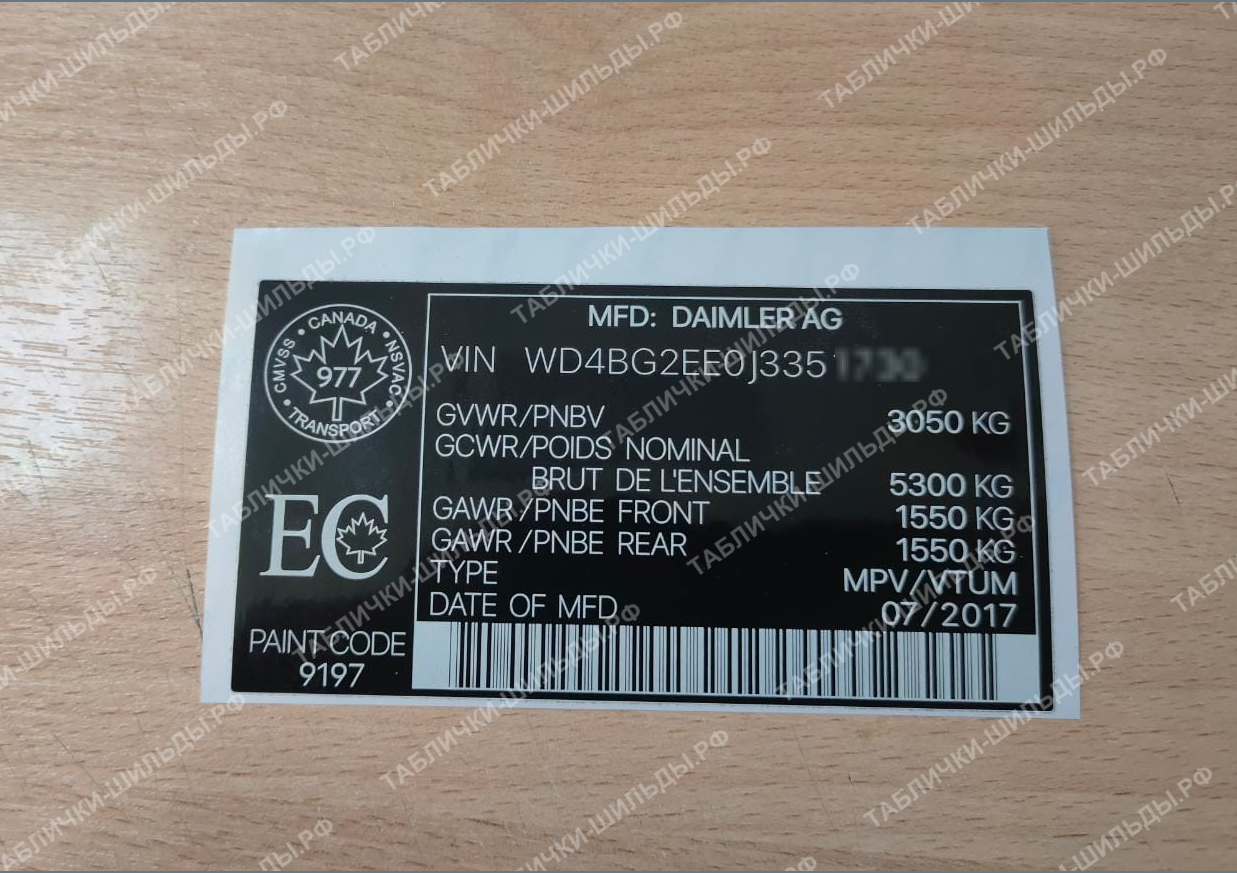 CANADA
CMVSS
NSVAC
977
TRANSPORT
EC
PAINT CODE
9197
MFD: DAIMLER AG
VIN WD4BG2EE0J335
GVWR/PNBV 3050 KG
GCWR/POIDS NOMINAL
BRUT DE L'ENSEMBLE 5300 KG
GAWR/PNBE FRONT 1550 KG
GAWR/PNBE REAR 1550 KG
TYPE MPV/VTUM
DATE OF MFD 07/2017
ТАБЛИЧКИ-ШИЛЬДЫ.РФ